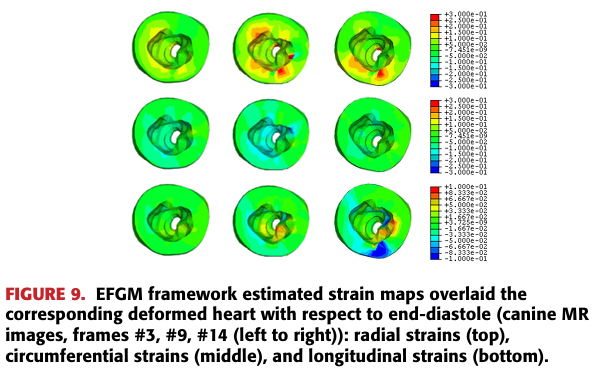 +3.000e-01
+2.500e-01
+2.000e-01
+1.500e-01
+1.000e-01
+5.000e-02
-5.000e-02
-1.000e-01
-1.500e-01
-2.000e-01
-2.500e-01
-3.000e-01
+3.000e-01
+2.500e-01
+2.000e-01
+1.500e-01
+1.000e-01
+5.000e-02
-5.000e-02
-1.000e-01
-1.500e-01
-2.000e-01
-2.500e-01
-3.000e-01
+1.000e-01
+8.333e-02
+6.667e-02
+5.000e-02
+3.333e-02
+1.667e-02
-1.667e-02
-3.333e-02
-5.000e-02
-6.667e-02
-8.333e-02
-1.000e-01
FIGURE 9. EFGM framework estimated strain maps overlaid the
corresponding deformed heart with respect to end-diastole (canine MR
images, frames #3, #9, #14 (left to right)): radial strains (top),
circumferential strains (middle), and longitudinal strains (bottom).